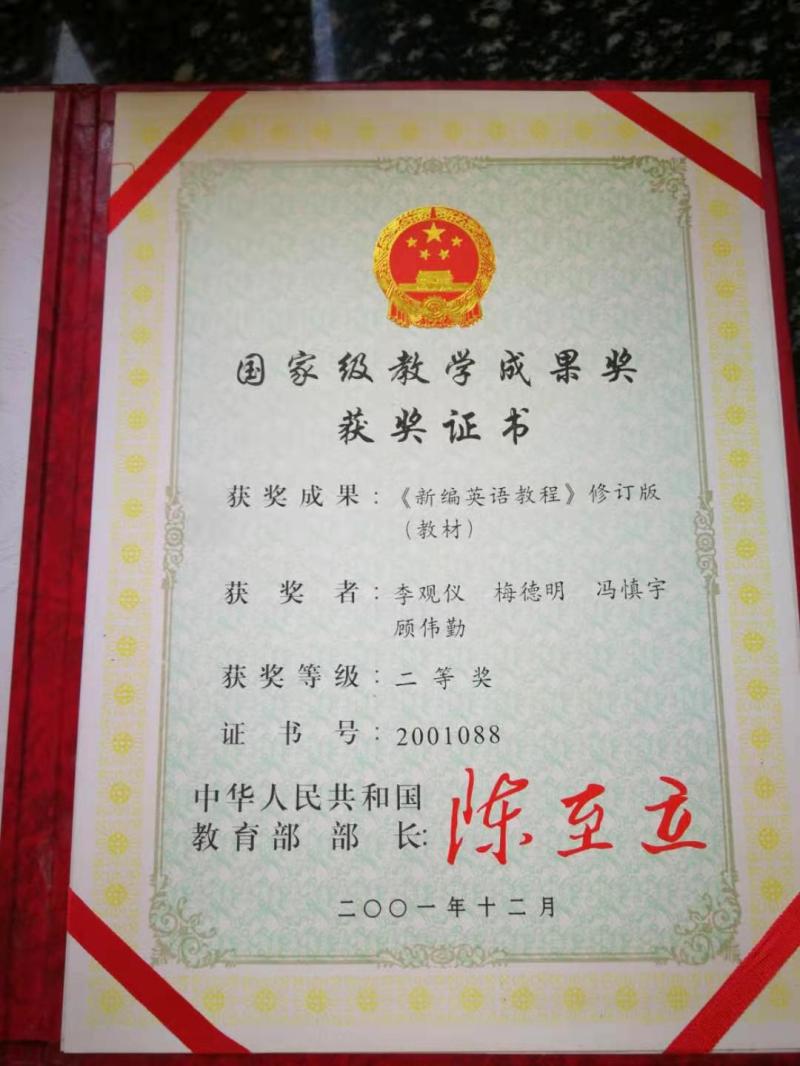 国家级教学成果奖
获奖证书
获奖成果：《新编英语教程》修订版
（教材）
获奖者：李观仪 梅德明 冯慎宇
顾伟勤
获奖等级：二等奖
证书号：2001088
中华人民共和国
教育部部长：陈至立
二〇〇一年十二月